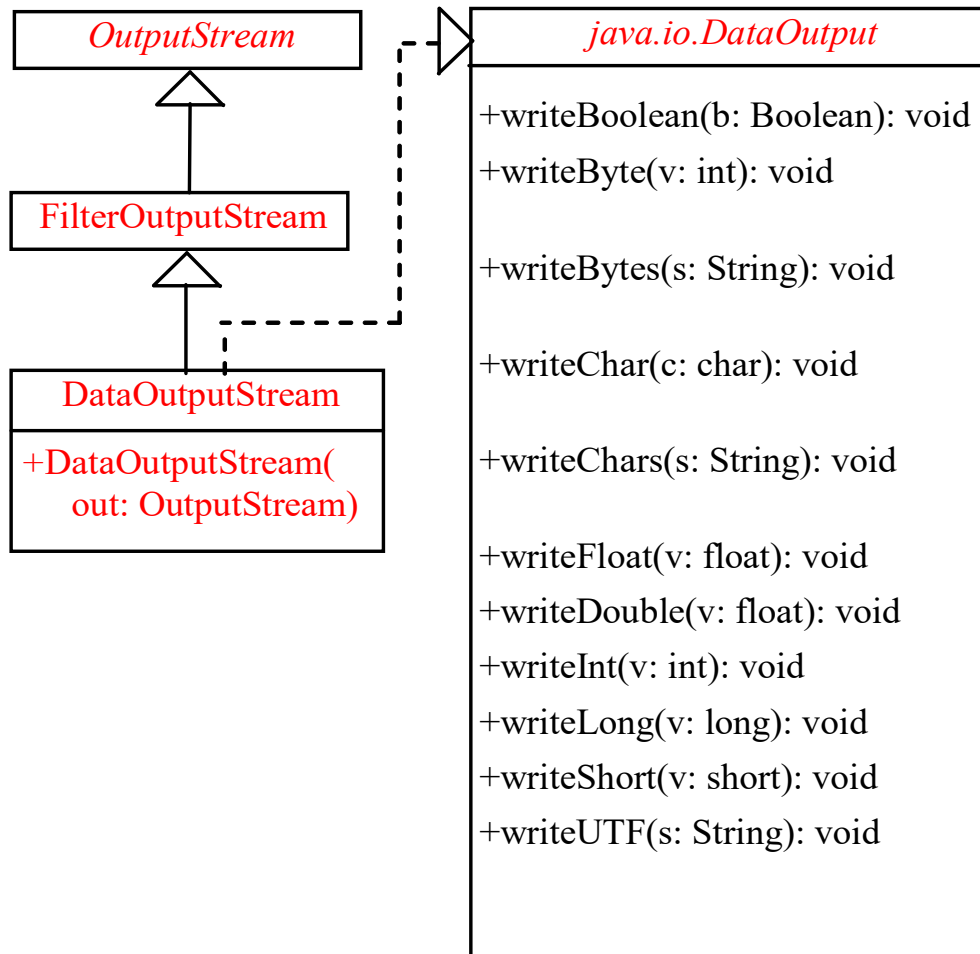 OutputStream
FilterOutputStream
DataOutputStream
+DataOutputStream(
out: OutputStream)
java.io.DataOutput
+writeBoolean(b: Boolean): void
+writeByte(v: int): void
+writeBytes(s: String): void
+writeChar(c: char): void
+writeChars(s: String): void
+writeFloat(v: float): void
+writeDouble(v: float): void
+writeInt(v: int): void
+writeLong(v: long): void
+writeShort(v: short): void
+writeUTF(s: String): void